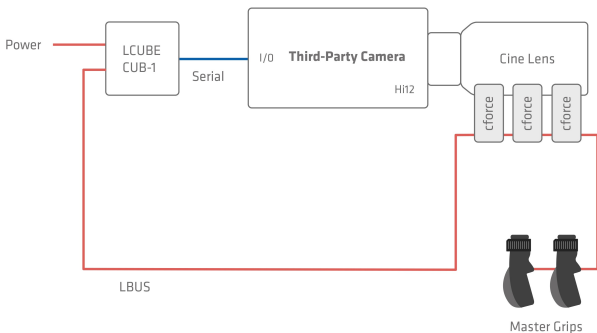 Power
LCUBE
CUB-1
Serial
I/O
Third-Party Camera
Hi12
Cine Lens
cforce
cforce
cforce
LBUS
Master Grips